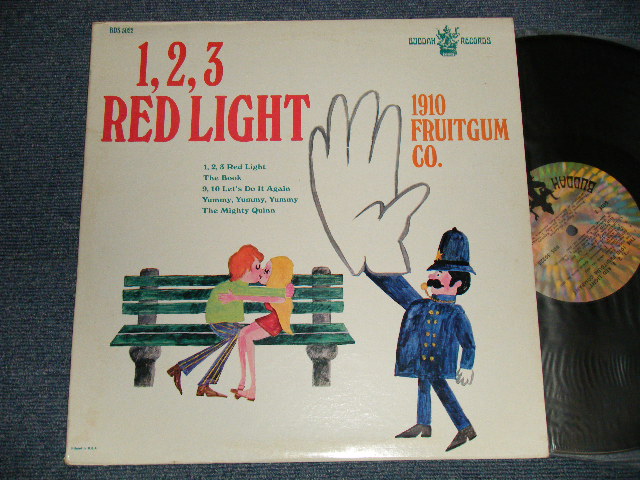 BDS 5022
BUDDAH RECORDS
1, 2, 3
RED LIGHT
1910
FRUITGUM
CO.
1, 2, 3 Red Light
The Book
9, 10 Let's Do It Again
Yummy, Yummy, Yummy
The Mighty Quinn
BUDDAH